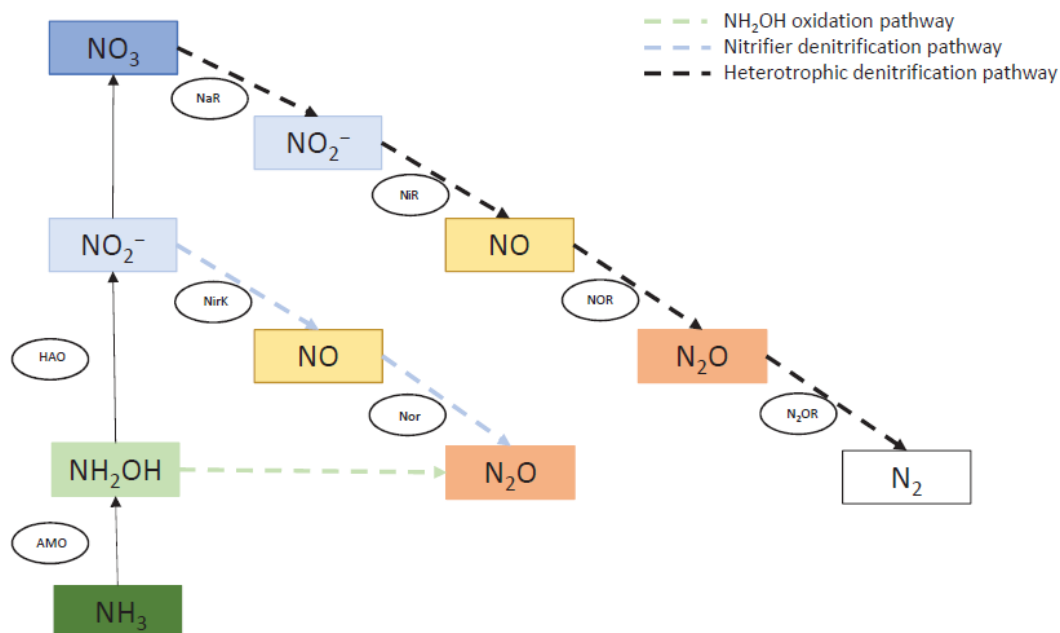 NH₂OH oxidation pathway
Nitrifier denitrification pathway
Heterotrophic denitrification pathway
NO₃
NaR
NO₂⁻
NiR
NO₂⁻
NO
NirK
NOR
HAO
NO
N₂O
Nor
N₂OR
NH₂OH
N₂O
N₂
AMO
NH₃